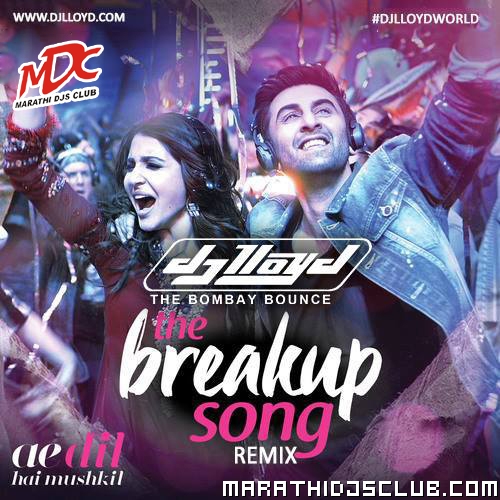 WWW.DJLLOYD.COM
#DJLLOYDWORLD
MDC
MARATHI DJS CLUB
dj lloyd
THE BOMBAY BOUNCE
the
breakup
song
REMIX
ae dil
hai mushkil
MARATHIDJSCLUB.COM